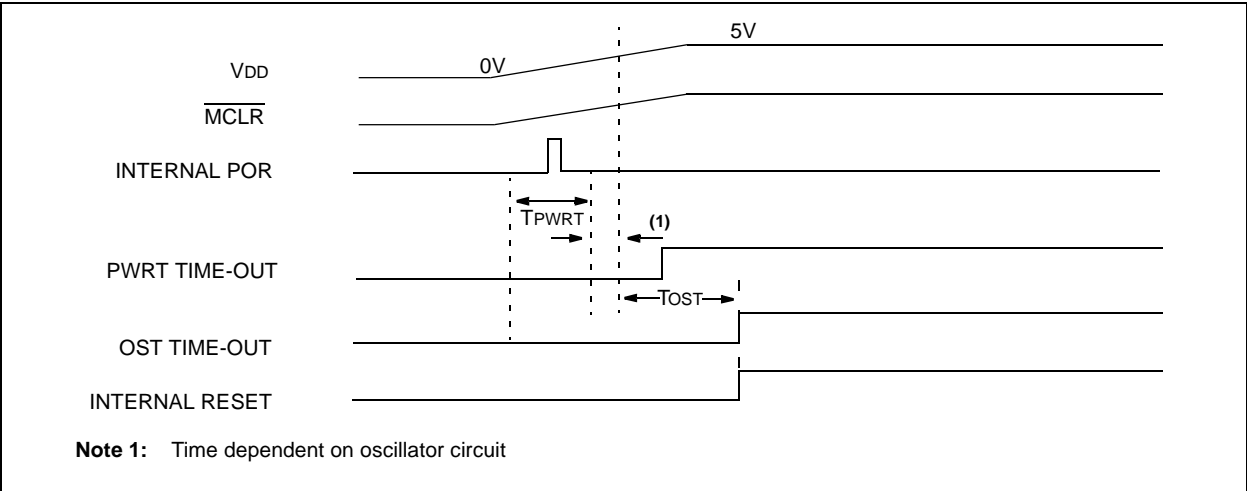 5V
VDD 0V
MCLR
INTERNAL POR
TPWRT (1)
PWRT TIME-OUT
TOST
OST TIME-OUT
INTERNAL RESET
Note 1: Time dependent on oscillator circuit